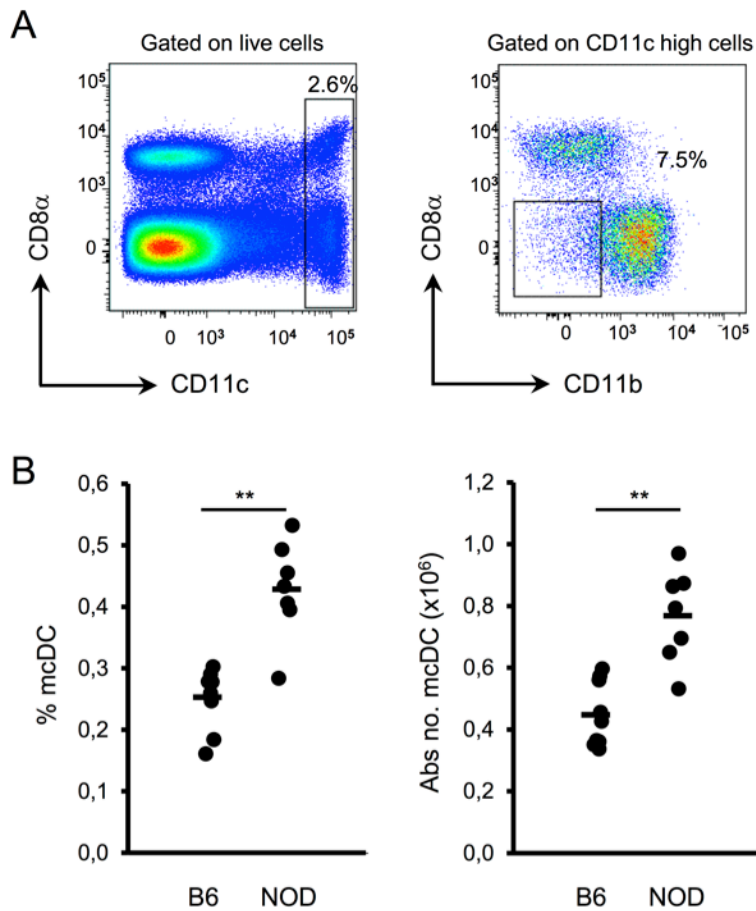 A
Gated on live cells
Gated on CD11c high cells
2.6%
7.5%
10⁵
10⁴
10³
0
CD8α
0
10³
10⁴
10⁵
CD11c
10⁵
10⁴
10³
0
CD8α
0
10³
10⁴
10⁵
CD11b
B
% mcDC
0,6
0,5
0,4
0,3
0,2
0,1
0,0
**
B6 NOD
Abs no. mcDC (x10⁶)
1,2
1,0
0,8
0,6
0,4
0,2
0,0
**
B6 NOD